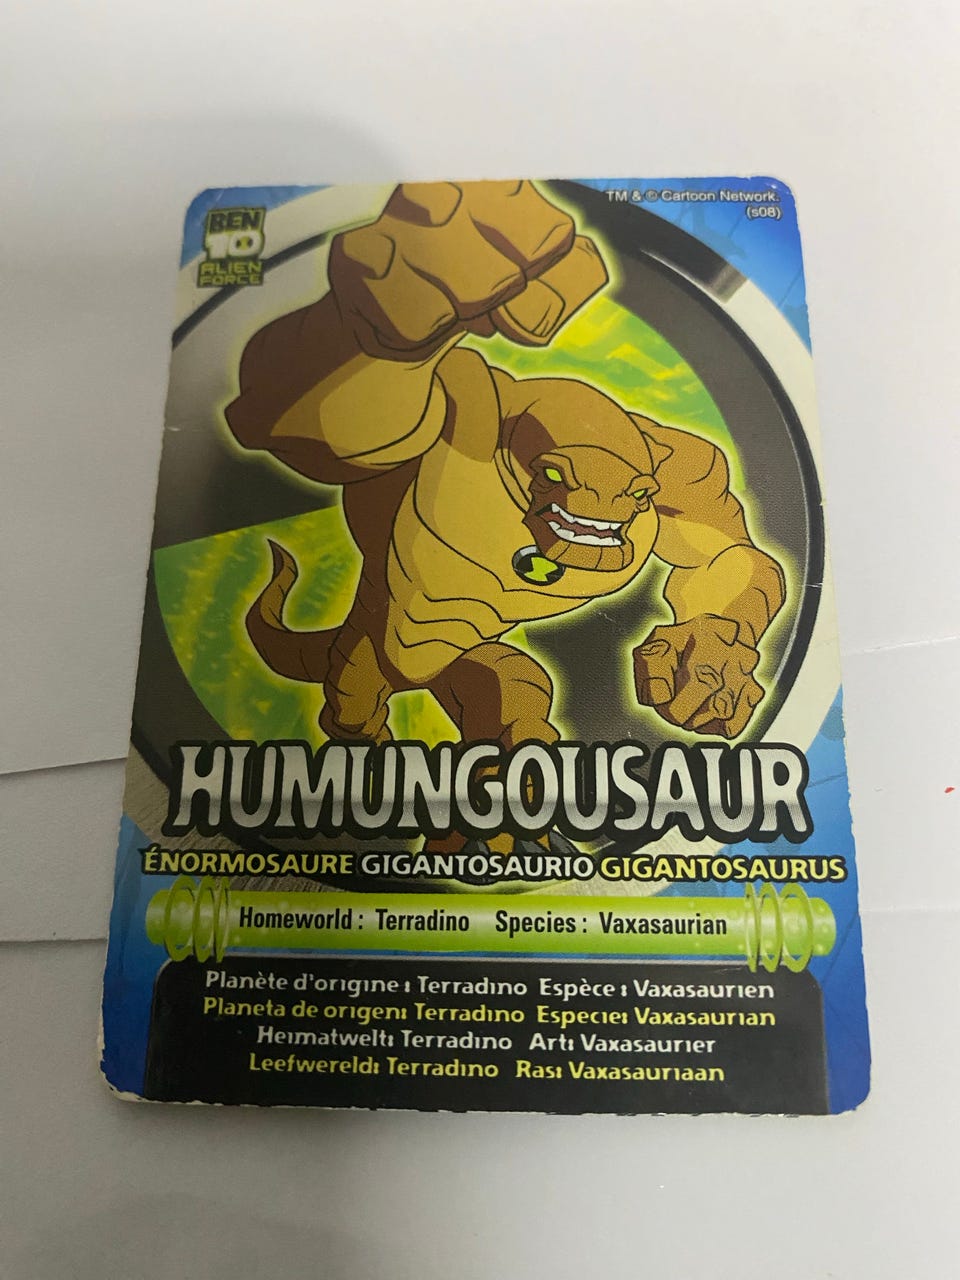 TM & © Cartoon Network.
(s08)
BEN
10
ALIEN
FORCE
HUMUNGOUSAUR
ÉNORMOSAURE GIGANTOSAURIO GIGANTOSAURUS
Homeworld : Terradino Species : Vaxasaurian
Planète d'origine : Terradino Espèce : Vaxasaurien
Planeta de origen: Terradino Especie: Vaxasaurian
Heimatwelt: Terradino Art: Vaxasaurier
Leefwereld: Terradino Ras: Vaxasauriaan